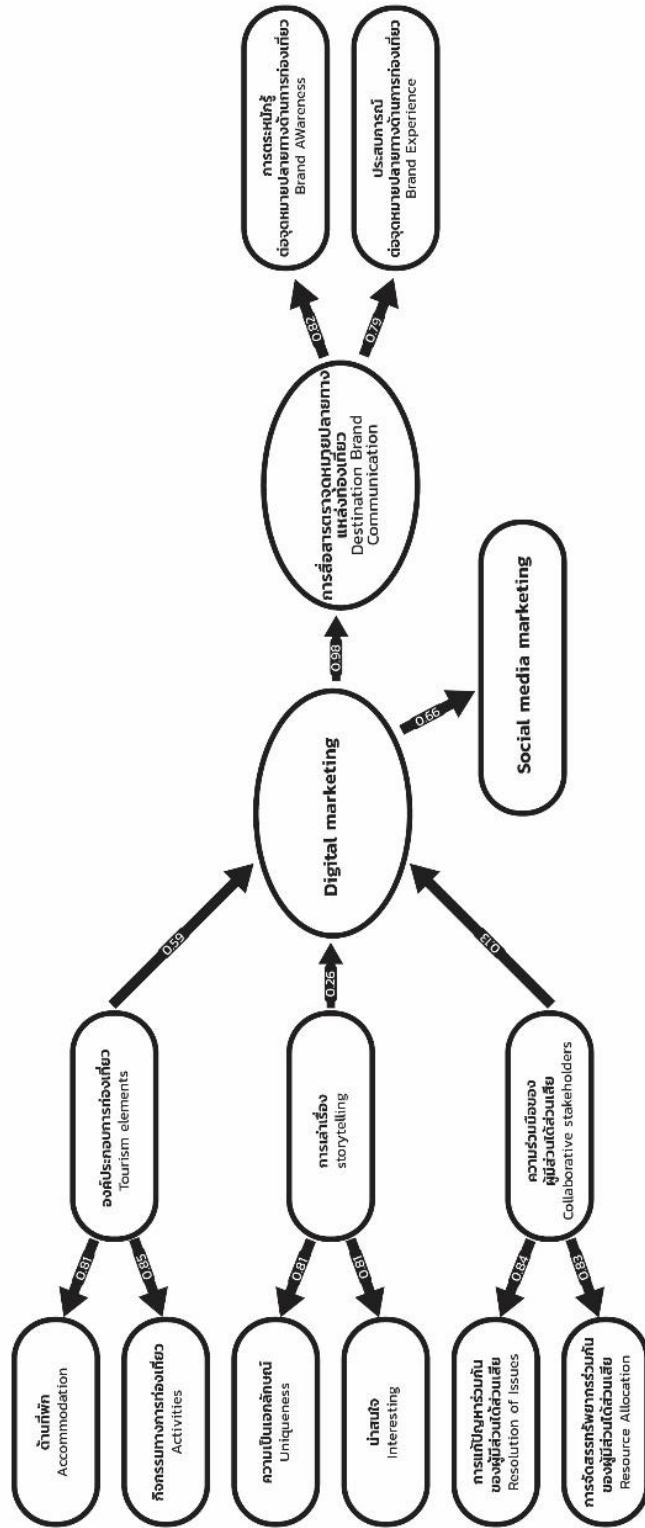 ด้านที่พัก
Accommodation
0.81
กิจกรรมทางการท่องเที่ยว
Activities
0.85
องค์ประกอบการท่องเที่ยว
Tourism elements
0.59
ความเป็นเอกลักษณ์
Uniqueness
0.81
น่าสนใจ
Interesting
0.81
การเล่าเรื่อง
storytelling
0.26
การแก้ปัญหาร่วมกัน
ของผู้มีส่วนได้ส่วนเสีย
Resolution of Issues
0.84
การจัดสรรทรัพยากรร่วมกัน
ของผู้มีส่วนได้ส่วนเสีย
Resource Allocation
0.83
ความร่วมมือของ
ผู้มีส่วนได้ส่วนเสีย
Collaborative stakeholders
0.13
Digital marketing
0.98
0.66
Social media marketing
การสื่อสารตราจุดหมายปลายทาง
แหล่งท่องเที่ยว
Destination Brand
Communication
0.82
0.79
การตระหนักรู้
ต่อจุดหมายปลายทางด้านการท่องเที่ยว
Brand AWareness
ประสบการณ์
ต่อจุดหมายปลายทางด้านการท่องเที่ยว
Brand Experience